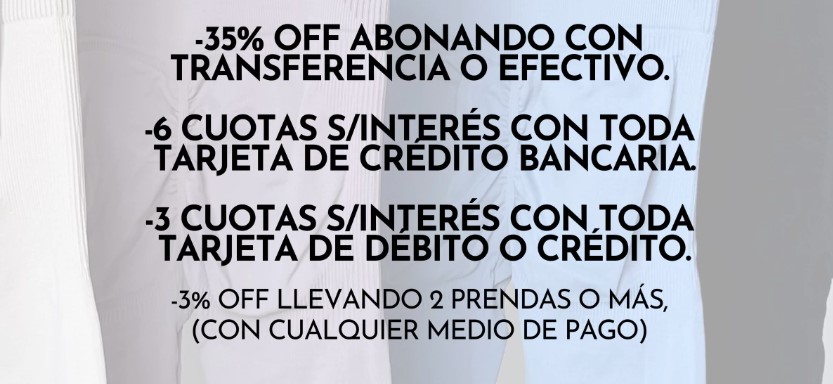 -35% OFF ABONANDO CON
TRANSFERENCIA O EFECTIVO.
-6 CUOTAS S/INTERÉS CON TODA
TARJETA DE CRÉDITO BANCARIA.
-3 CUOTAS S/INTERÉS CON TODA
TARJETA DE DÉBITO O CRÉDITO.
-3% OFF LLEVANDO 2 PRENDAS O MÁS,
(CON CUALQUIER MEDIO DE PAGO)